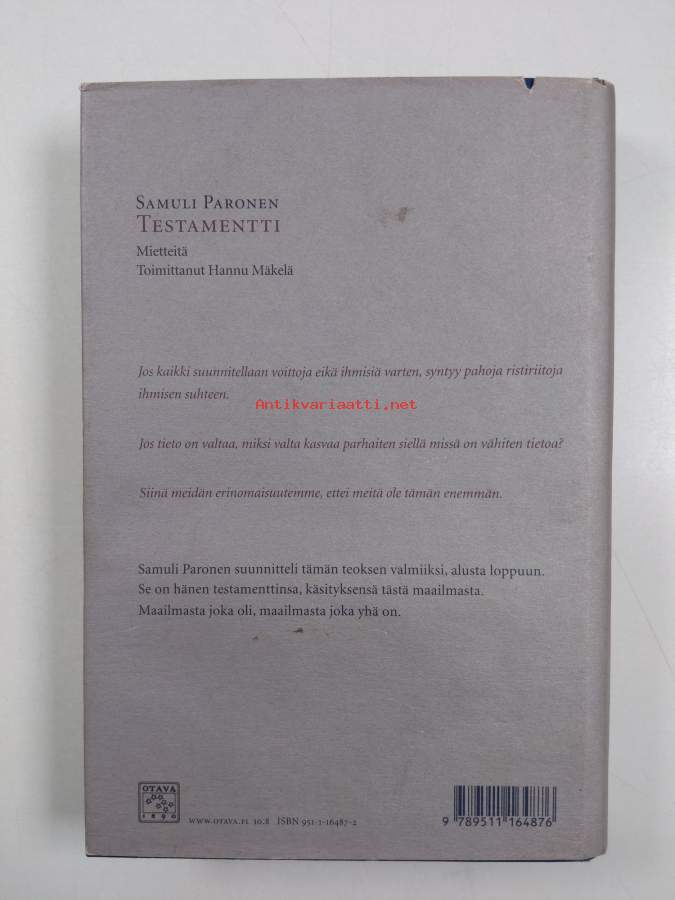 SAMULI PARONEN
TESTAMENTTI
Mietteitä
Toimittanut Hannu Mäkelä
Jos kaikki suunnitellaan voittoja eikä ihmisiä varten, syntyy pahoja ristiriitoja
ihmisen suhteen.
Antikvariaatti.net
Jos tieto on valtaa, miksi valta kasvaa parhaiten siellä missä on vähiten tietoa?
Siinä meidän erinomaisuutemme, ettei meitä ole tämän enemmän.
Samuli Paronen suunnitteli tämän teoksen valmiiksi, alusta loppuun.
Se on hänen testamenttinsa, käsityksensä tästä maailmasta.
Maailmasta joka oli, maailmasta joka yhä on.
OTAVA
1890
WWW.OTAVA.FI 10.8 ISBN 951-1-16487-2
9 789511 164876